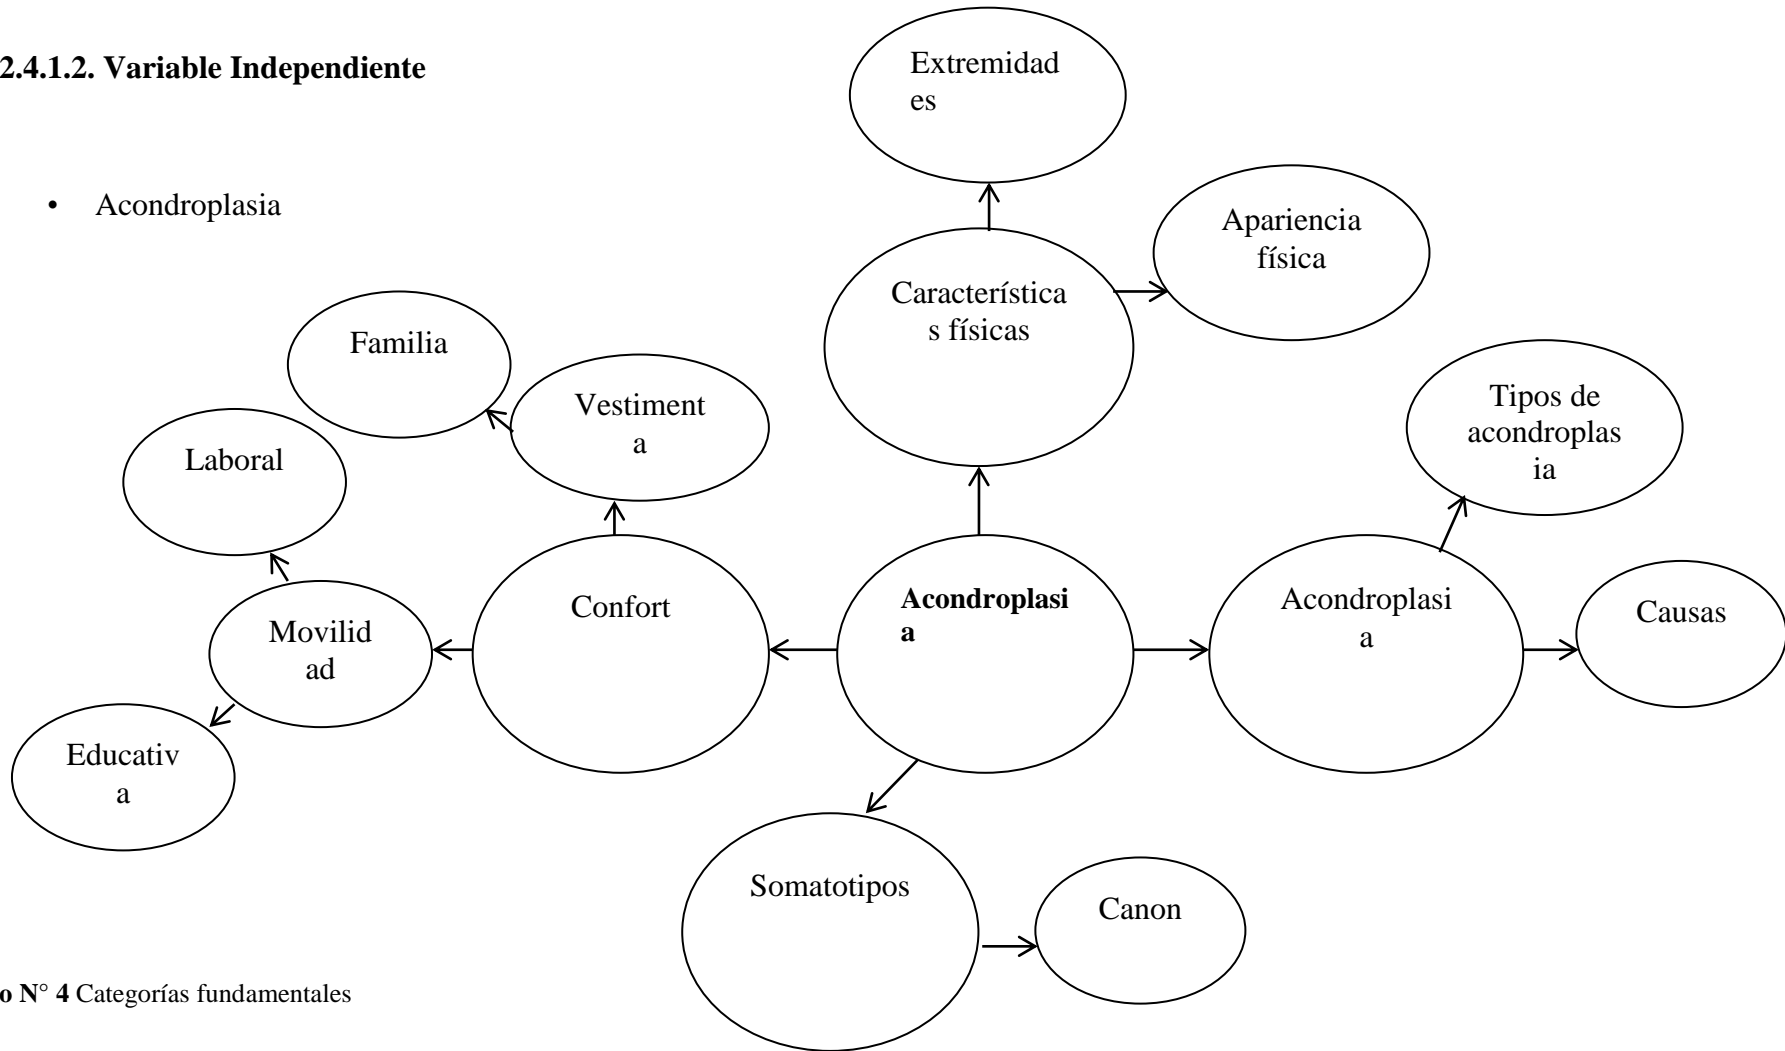 2.4.1.2. Variable Independiente
• Acondroplasia
Extremidad
es
Apariencia
física
Característica
s físicas
Familia
Vestiment
a
Laboral
Tipos de
acondroplas
ia
Confort
Acondroplasi
a
Acondroplasi
a
Causas
Movilid
ad
Educativ
a
Somatotipos
Canon
o N° 4 Categorías fundamentales